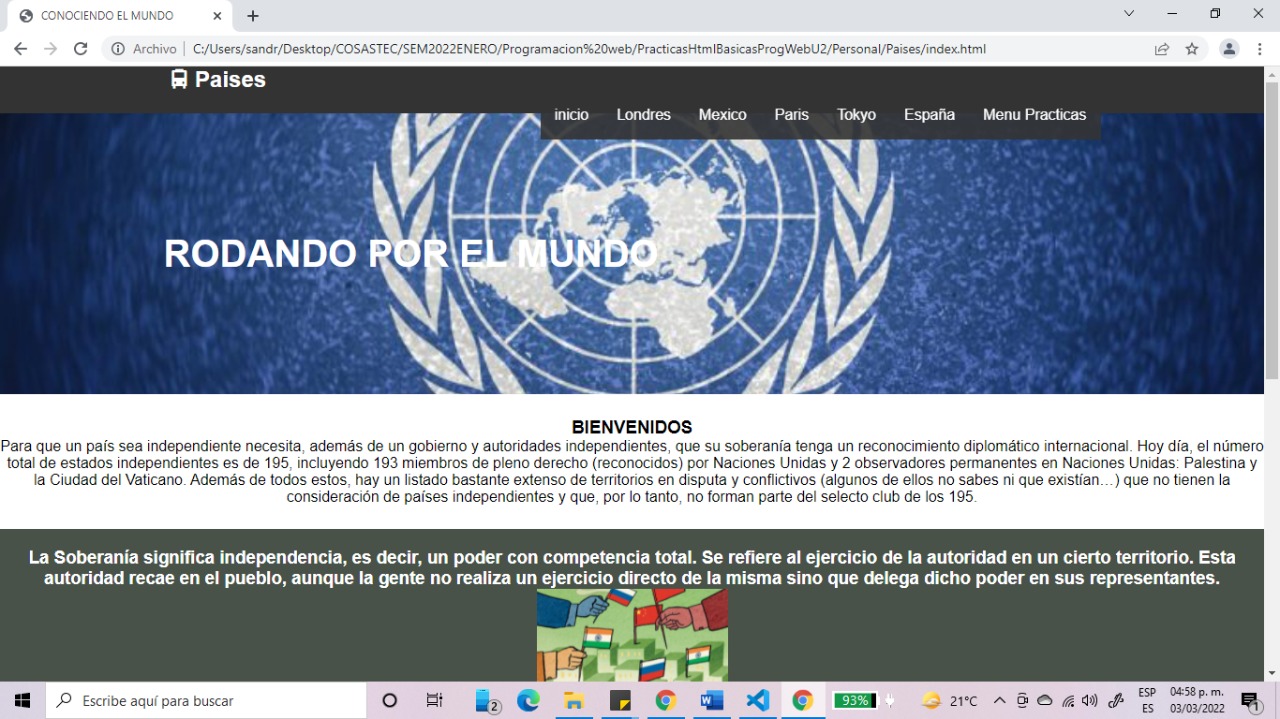 CONOCIENDO EL MUNDO
Archivo
C:/Users/sandr/Desktop/COSASTEC/SEM2022ENERO/Programacion%20web/PracticasHtmlBasicasProgWebU2/Personal/Paises/index.html
Paises
inicio Londres Mexico Paris Tokyo España Menu Practicas
RODANDO POR EL MUNDO
BIENVENIDOS
Para que un país sea independiente necesita, además de un gobierno y autoridades independientes, que su soberanía tenga un reconocimiento diplomático internacional. Hoy día, el número
total de estados independientes es de 195, incluyendo 193 miembros de pleno derecho (reconocidos) por Naciones Unidas y 2 observadores permanentes en Naciones Unidas: Palestina y
la Ciudad del Vaticano. Además de todos estos, hay un listado bastante extenso de territorios en disputa y conflictivos (algunos de ellos no sabes ni que existían...) que no tienen la
consideración de países independientes y que, por lo tanto, no forman parte del selecto club de los 195.
La Soberanía significa independencia, es decir, un poder con competencia total. Se refiere al ejercicio de la autoridad en un cierto territorio. Esta
autoridad recae en el pueblo, aunque la gente no realiza un ejercicio directo de la misma sino que delega dicho poder en sus representantes.
Escribe aquí para buscar
2
93%
21°C
ESP
ES
04:58 p. m.
03/03/2022
1